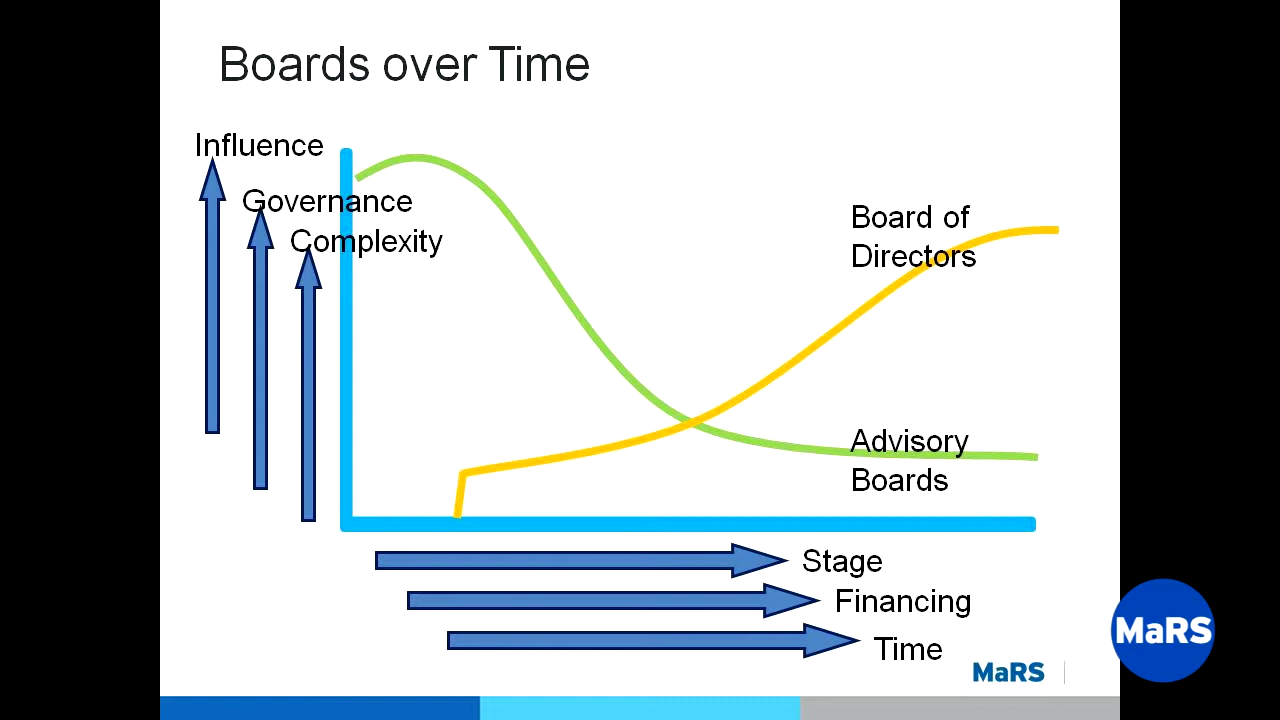 Boards over Time
Influence
Governance
Complexity
Board of
Directors
Advisory
Boards
Stage
Financing
Time
MaRS
MaRS